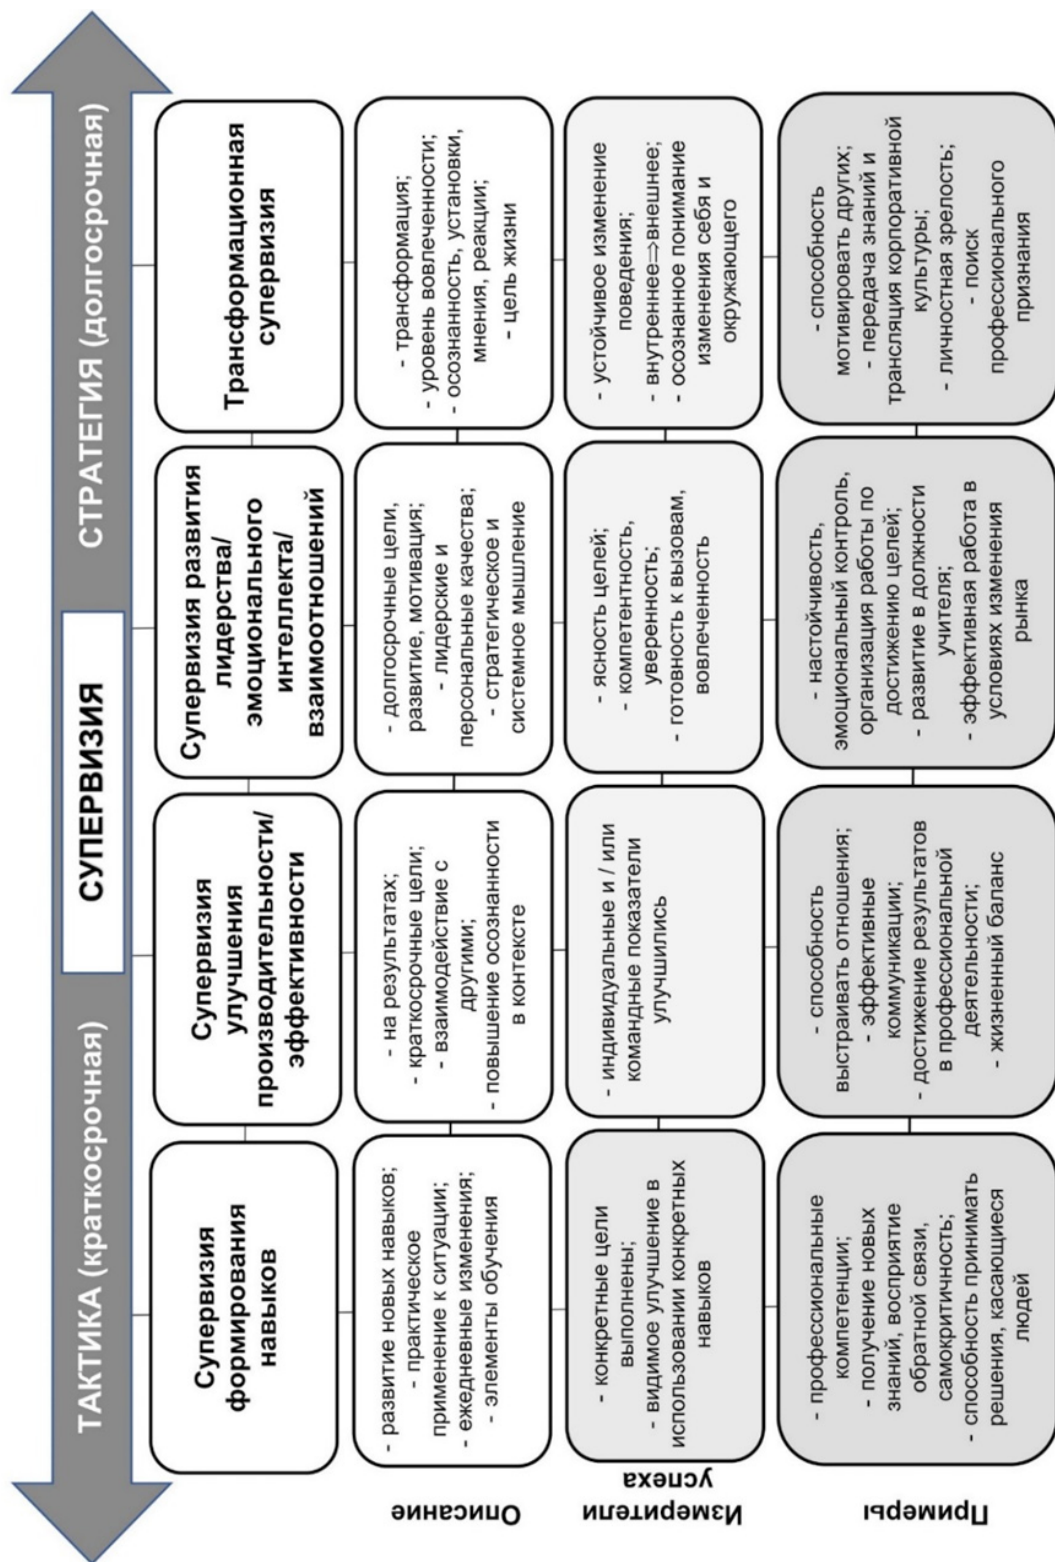 ТАКТИКА (краткосрочная)
СУПЕРВИЗИЯ
СТРАТЕГИЯ (долгосрочная)
Супервизия
формирования
навыков
Супервизия
улучшения
производительности/
эффективности
Супервизия развития
лидерства/
эмоционального
интеллекта/
взаимоотношений
Трансформационная
супервизия
Описание
- развитие новых навыков;
- практическое
применение к ситуации;
- ежедневные изменения;
- элементы обучения
- на результатах;
- краткосрочные цели;
- взаимодействие с
другими;
- повышение осознанности
в контексте
- долгосрочные цели,
развитие, мотивация;
- лидерские и
персональные качества;
- стратегическое и
системное мышление
- трансформация;
- уровень вовлеченности;
- осознанность, установки,
мнения, реакции;
- цель жизни
Измерители
успеха
- конкретные цели
выполнены;
- видимое улучшение в
использовании конкретных
навыков
- индивидуальные и / или
командные показатели
улучшились
- ясность целей;
- компетентность,
уверенность;
- готовность к вызовам,
вовлеченность
- устойчивое изменение
поведения;
- внутреннее⇒внешнее;
- осознанное понимание
изменения себя и
окружающего
Примеры
- профессиональные
компетенции;
- получение новых
знаний, восприятие
обратной связи,
самокритичность;
- способность принимать
решения, касающиеся
людей
- способность
выстраивать отношения;
- эффективные
коммуникации;
- достижение результатов
в профессиональной
деятельности;
- жизненный баланс
- настойчивость,
эмоциональный контроль,
организация работы по
достижению целей;
- развитие в должности
учителя;
- эффективная работа в
условиях изменения
рынка
- способность
мотивировать других;
- передача знаний и
трансляция корпоративной
культуры;
- личностная зрелость;
- поиск
профессионального
признания